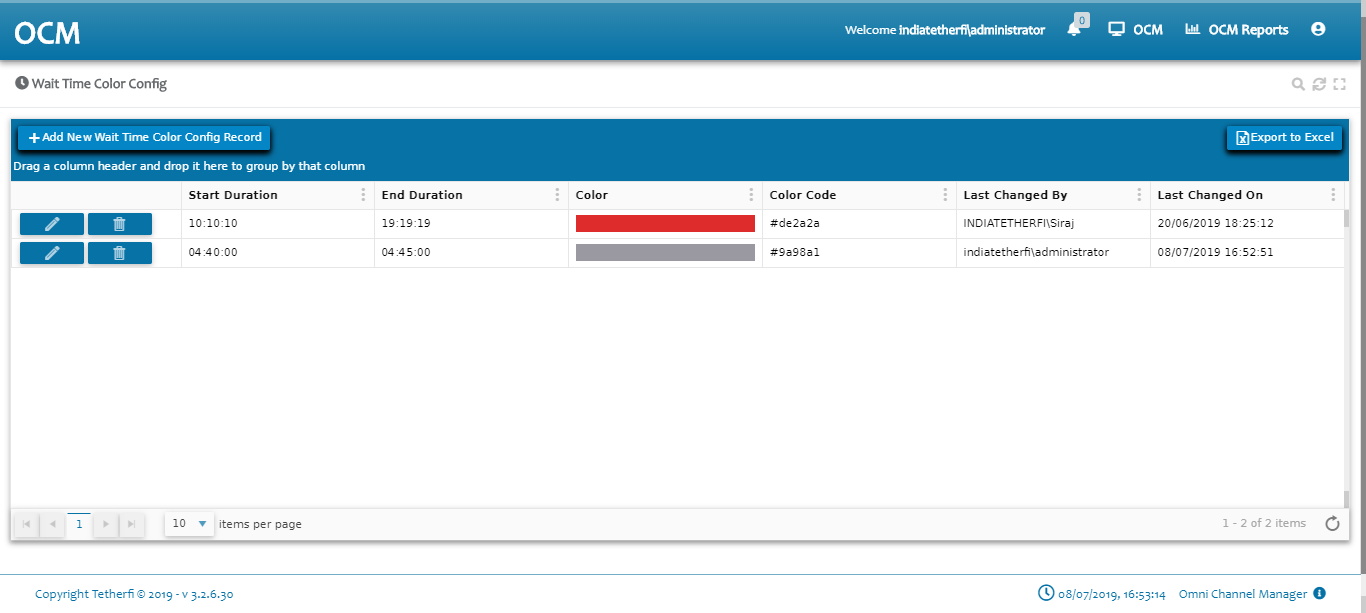 OCM
Welcome indiatetherfi\administrator
0
OCM
OCM Reports
Wait Time Color Config
Add New Wait Time Color Config Record
Export to Excel
Drag a column header and drop it here to group by that column
Start Duration End Duration Color Color Code Last Changed By Last Changed On
10:10:10 19:19:19 #de2a2a INDIATETHERFI\Siraj 20/06/2019 18:25:12
04:40:00 04:45:00 #9a98a1 indiatetherfi\administrator 08/07/2019 16:52:51
1 10 items per page 1 - 2 of 2 items
Copyright Tetherfi © 2019 - v 3.2.6.30 08/07/2019, 16:53:14 Omni Channel Manager